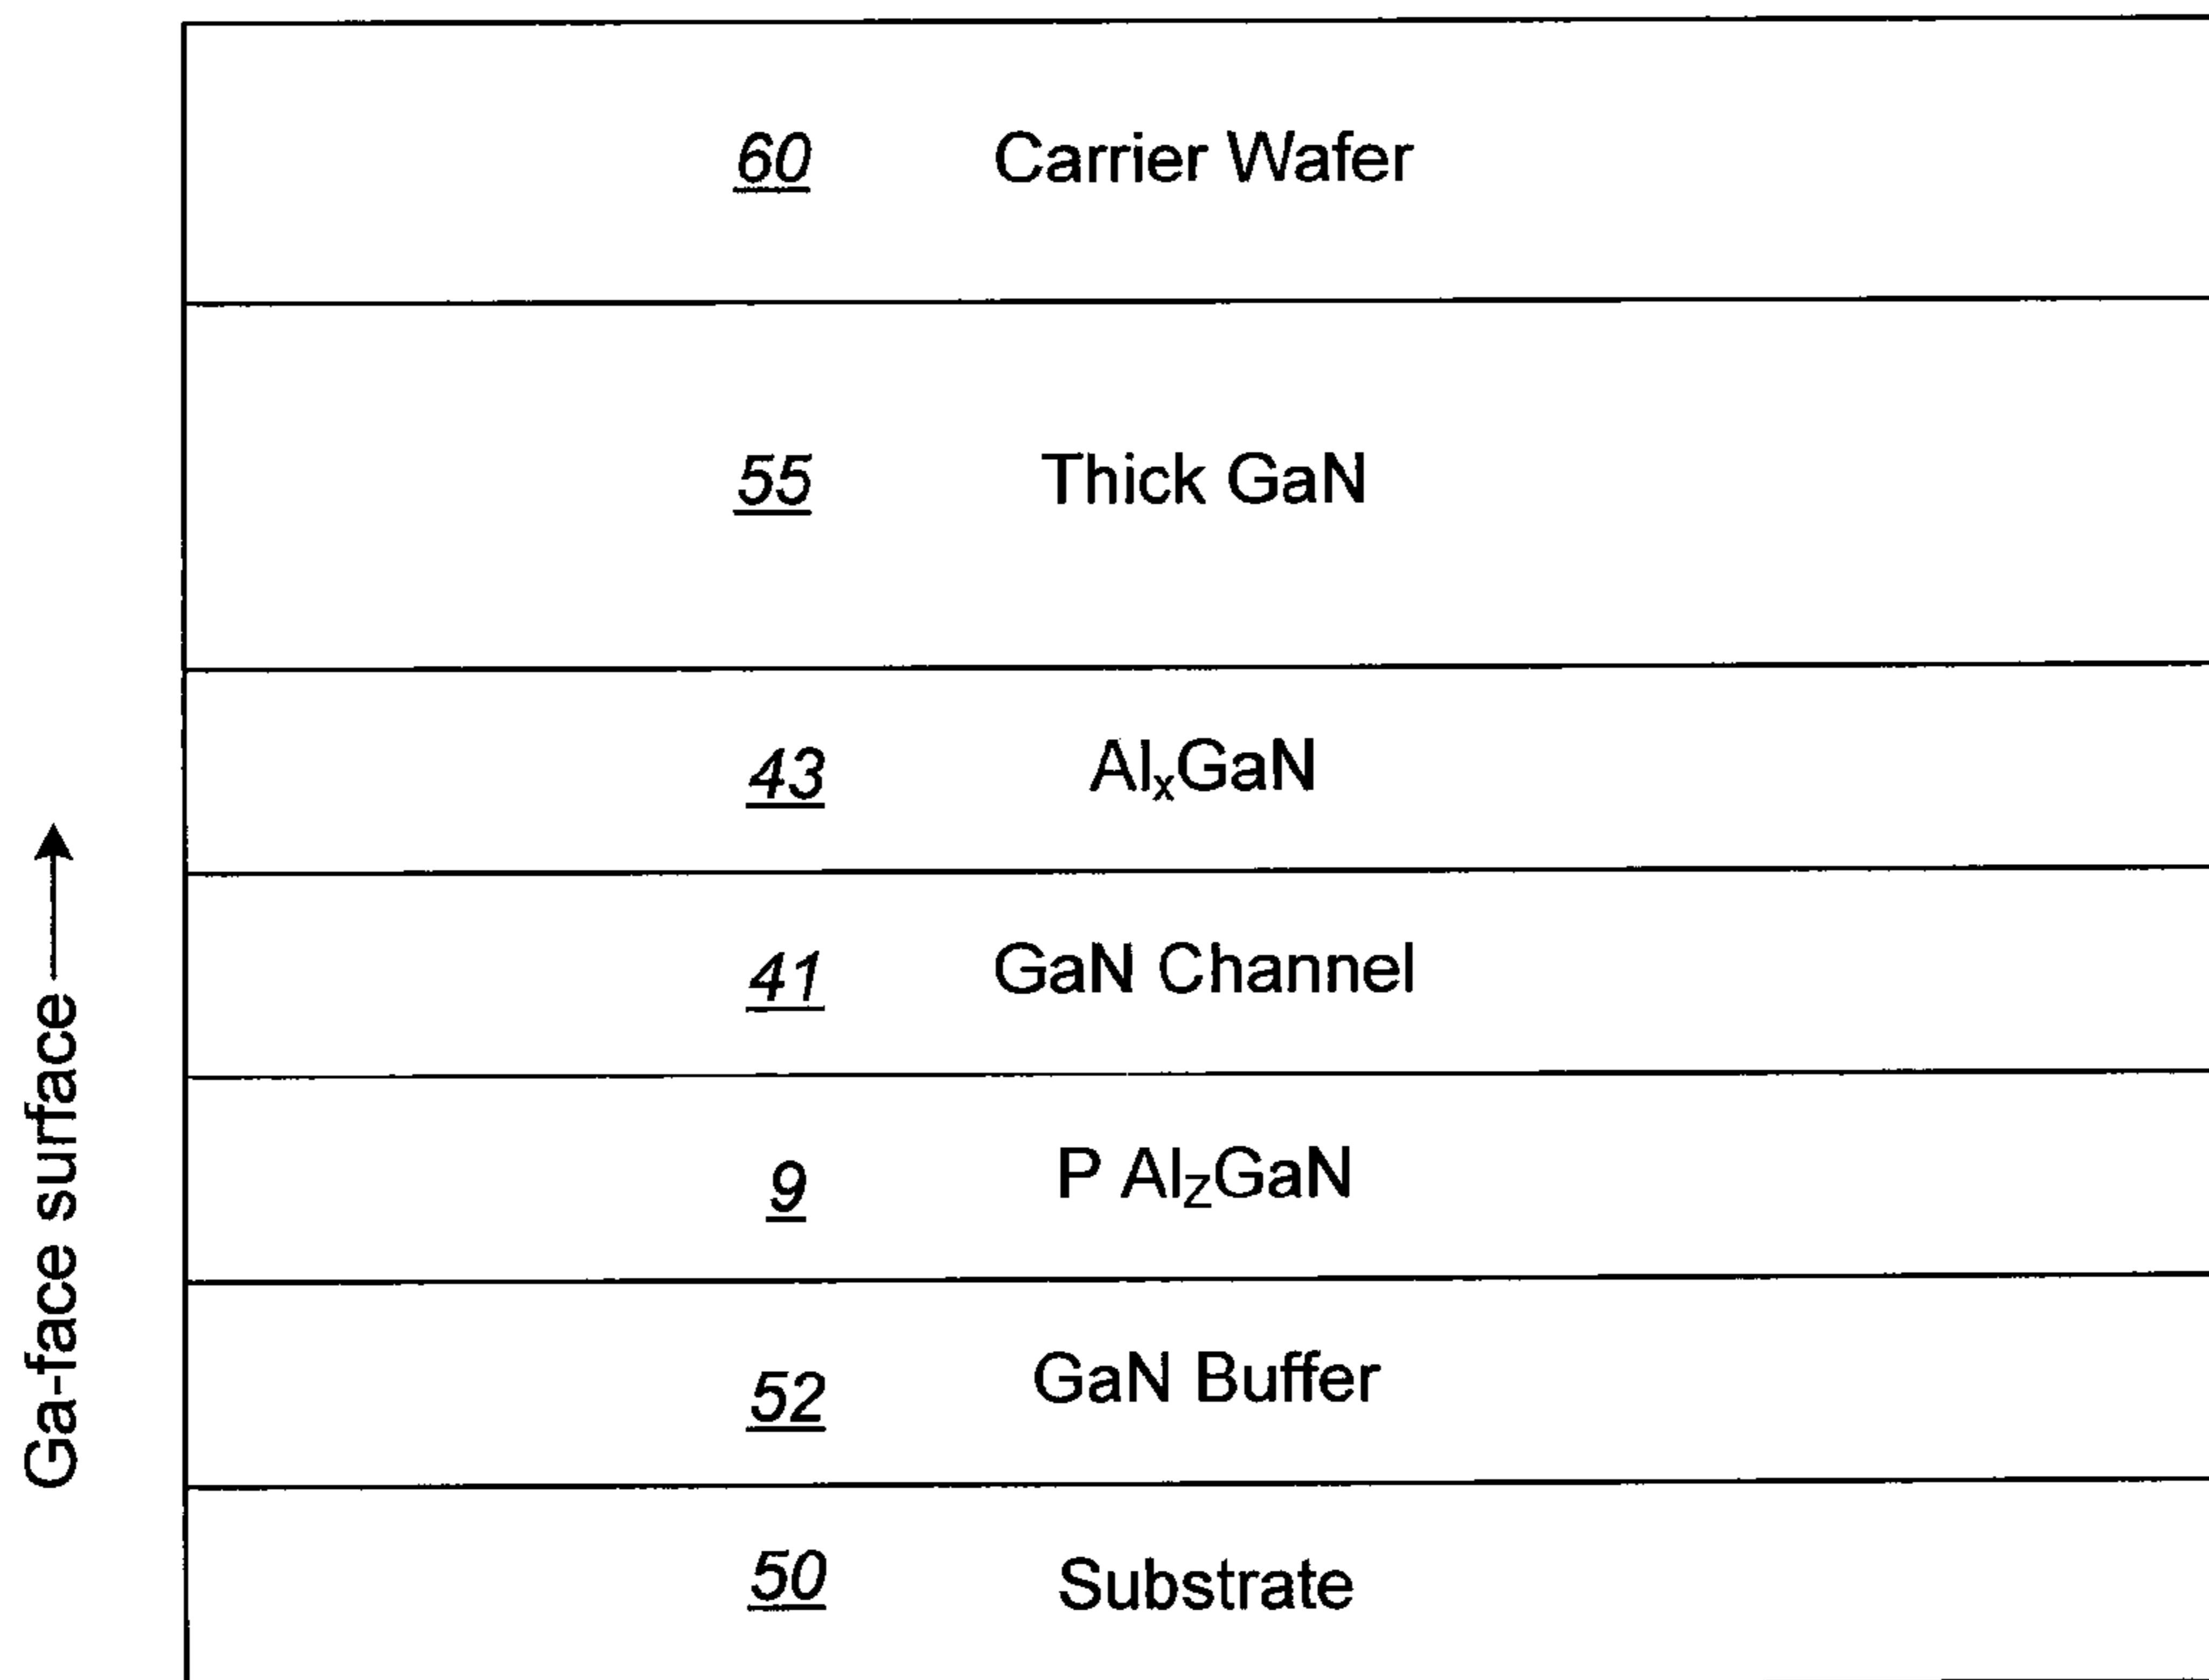 60 Carrier Wafer
55 Thick GaN
43 AlₓGaN
41 GaN Channel
9 P Al_ZGaN
52 GaN Buffer
50 Substrate
Ga-face surface